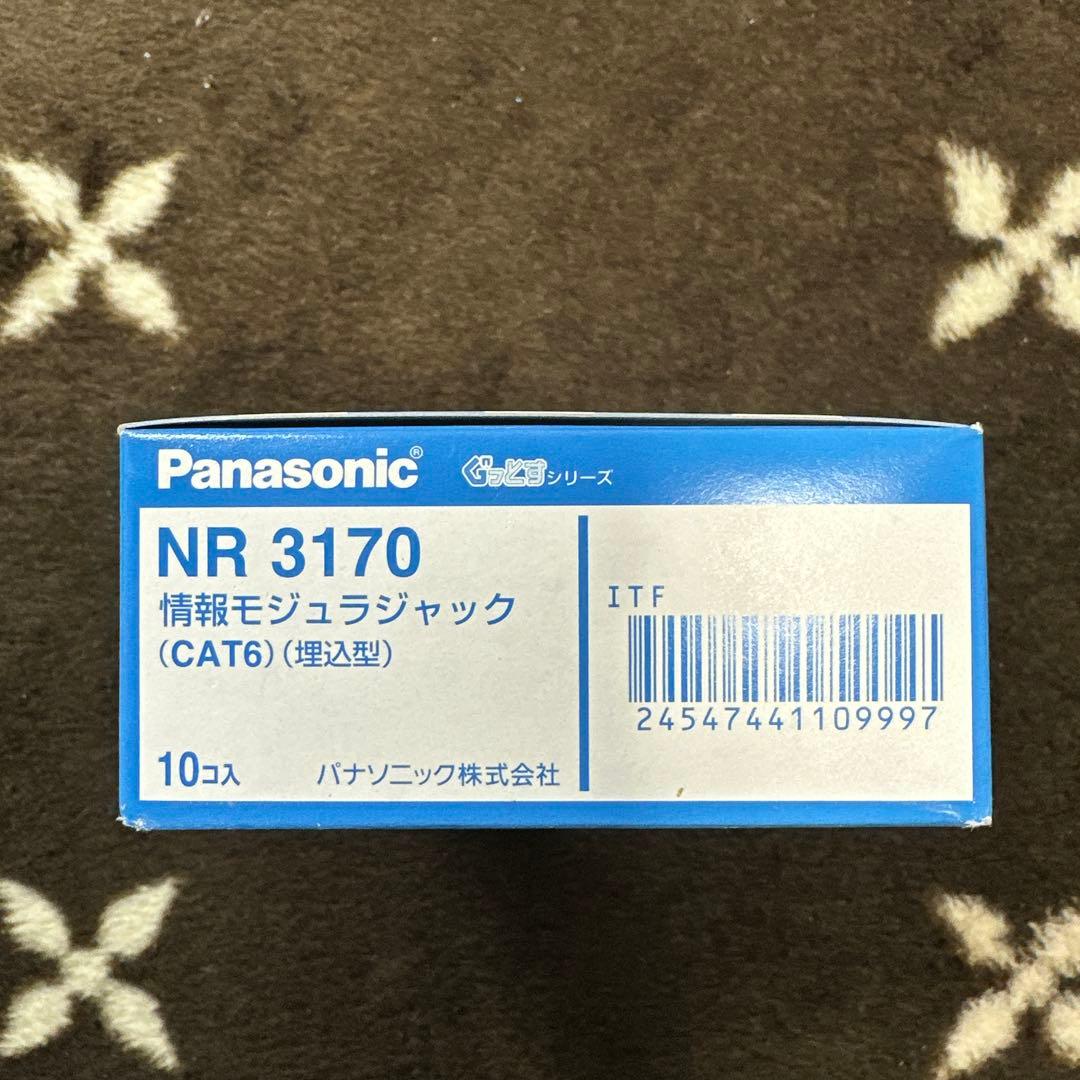 Panasonic® ぐっとすシリーズ
NR 3170
情報モジュラジャック
(CAT6)(埋込型)
10コ入 パナソニック株式会社
ITF
24547441109997